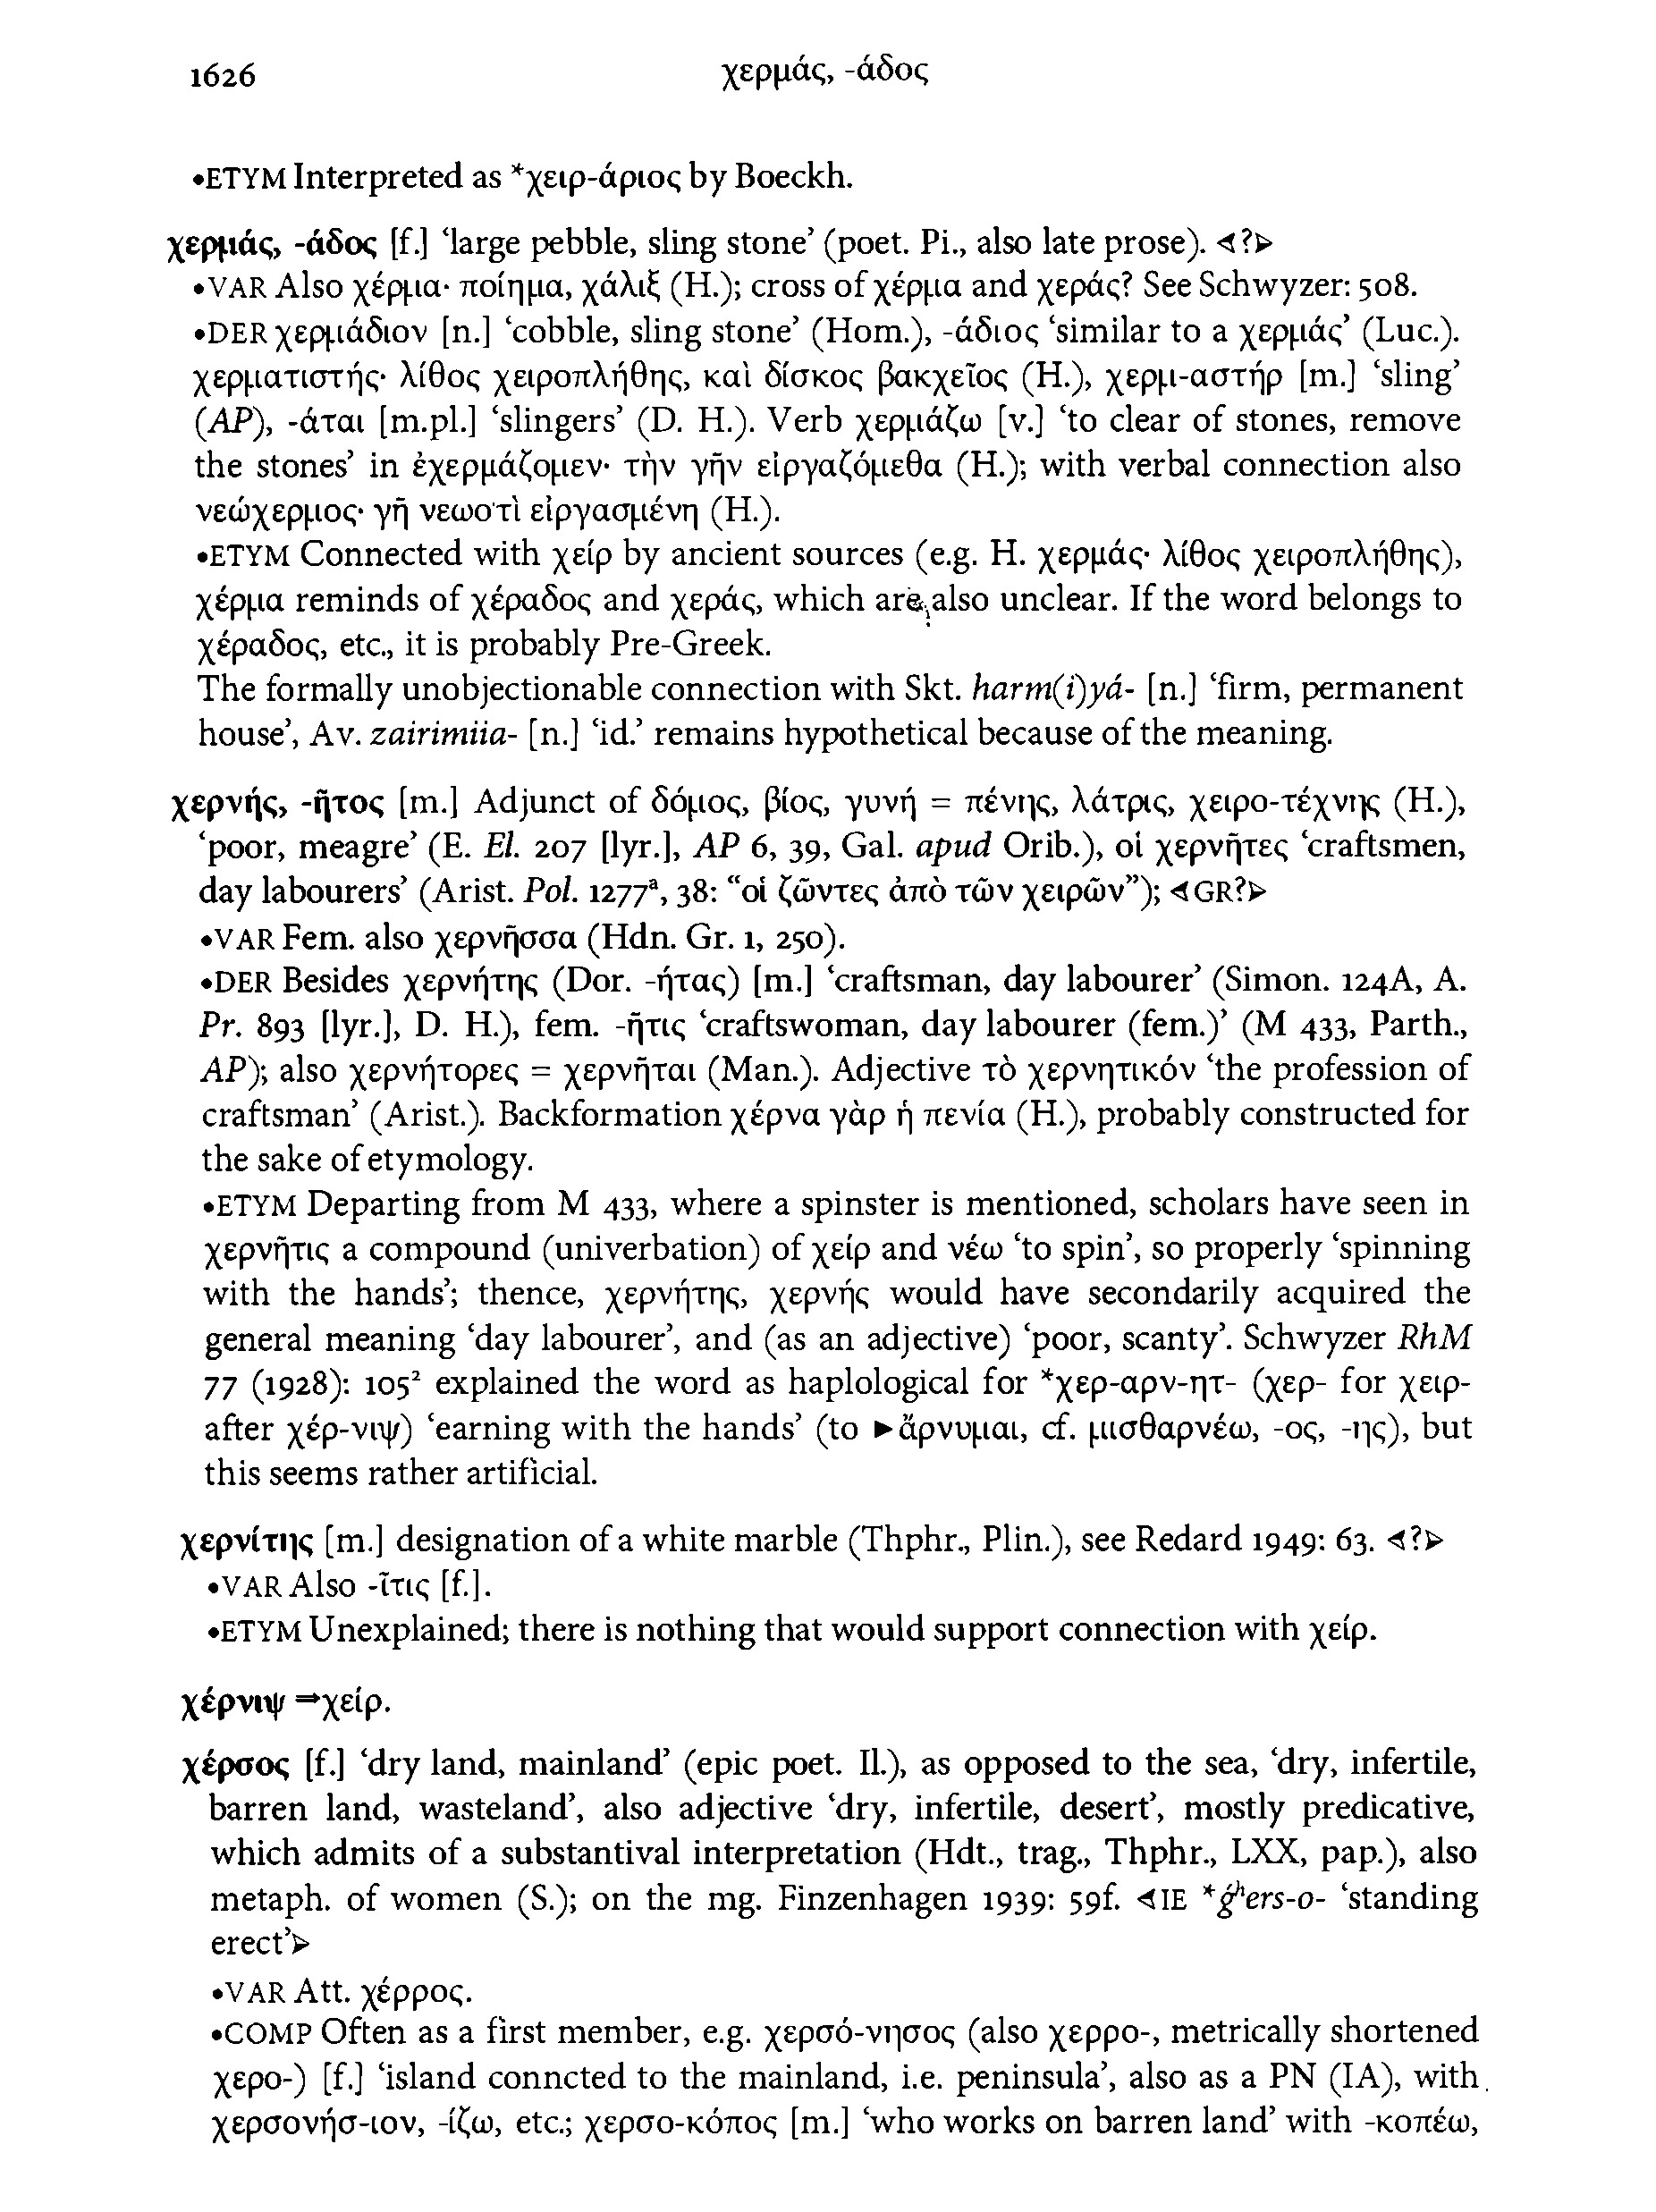 1626
χερμάς, -άδος
•ETYM Interpreted as *χειρ-άριος by Boeckh.
χερμάς, -άδος [f.] ‘large pebble, sling stone’ (poet. Pi., also late prose). ◁?▷
•VAR Also χέρμα· ποίημα, χάλιξ (H.); cross of χέρμα and χεράς? See Schwyzer: 508.
•DER χερμάδιον [n.] ‘cobble, sling stone’ (Hom.), -άδιος ‘similar to a χερμάς’ (Luc.).
χερματιστής· λίθος χειροπλήθης, καὶ δίσκος βακχεῖος (H.), χερμ-αστήρ [m.] ‘sling’
(AP), -άται [m.pl.] ‘slingers’ (D. H.). Verb χερμάζω [v.] ‘to clear of stones, remove
the stones’ in ἐχερμάζομεν· τὴν γῆν εἰργαζόμεθα (H.); with verbal connection also
νεώχερμος· γῆ νεωστὶ εἰργασμένη (H.).
•ETYM Connected with χείρ by ancient sources (e.g. H. χερμάς· λίθος χειροπλήθης),
χέρμα reminds of χέραδος and χεράς, which are also unclear. If the word belongs to
χέραδος, etc., it is probably Pre-Greek.
The formally unobjectionable connection with Skt. harm(i)yá- [n.] ‘firm, permanent
house’, Av. zairimiia- [n.] ‘id.’ remains hypothetical because of the meaning.
χερνής, -ῆτος [m.] Adjunct of δόμος, βίος, γυνή = πένης, λάτρις, χειρο-τέχνης (H.),
‘poor, meagre’ (E. El. 207 [lyr.], AP 6, 39, Gal. apud Orib.), οἱ χερνῆτες ‘craftsmen,
day labourers’ (Arist. Pol. 1277ᵃ, 38: “οἱ ζῶντες ἀπὸ τῶν χειρῶν”); ◁GR?▷
•VAR Fem. also χερνῆσσα (Hdn. Gr. 1, 250).
•DER Besides χερνήτης (Dor. -ήτας) [m.] ‘craftsman, day labourer’ (Simon. 124A, A.
Pr. 893 [lyr.], D. H.), fem. -ῆτις ‘craftswoman, day labourer (fem.)’ (M 433, Parth.,
AP); also χερνήτορες = χερνῆται (Man.). Adjective τὸ χερνητικόν ‘the profession of
craftsman’ (Arist.). Backformation χέρνα γὰρ ἡ πενία (H.), probably constructed for
the sake of etymology.
•ETYM Departing from M 433, where a spinster is mentioned, scholars have seen in
χερνῆτις a compound (univerbation) of χείρ and νέω ‘to spin’, so properly ‘spinning
with the hands’; thence, χερνήτης, χερνής would have secondarily acquired the
general meaning ‘day labourer’, and (as an adjective) ‘poor, scanty’. Schwyzer RhM
77 (1928): 105² explained the word as haplological for *χερ-αρν-ητ- (χερ- for χειρ-
after χέρ-νιψ) ‘earning with the hands’ (to ►ἄρνυμαι, cf. μισθαρνέω, -ος, -ης), but
this seems rather artificial.
χερνίτης [m.] designation of a white marble (Thphr., Plin.), see Redard 1949: 63. ◁?▷
•VAR Also -ῖτις [f.].
•ETYM Unexplained; there is nothing that would support connection with χείρ.
χέρνιψ ⇒χείρ.
χέρσος [f.] ‘dry land, mainland’ (epic poet. Il.), as opposed to the sea, ‘dry, infertile,
barren land, wasteland’, also adjective ‘dry, infertile, desert’, mostly predicative,
which admits of a substantival interpretation (Hdt., trag., Thphr., LXX, pap.), also
metaph. of women (S.); on the mg. Finzenhagen 1939: 59f. ◁IE *ǵʰers-o- ‘standing
erect’▷
•VAR Att. χέρρος.
•COMP Often as a first member, e.g. χερσό-νησος (also χερρο-, metrically shortened
χερο-) [f.] ‘island conncted to the mainland, i.e. peninsula’, also as a PN (IA), with
χερσονήσ-ιον, -ίζω, etc.; χερσο-κόπος [m.] ‘who works on barren land’ with -κοπέω,